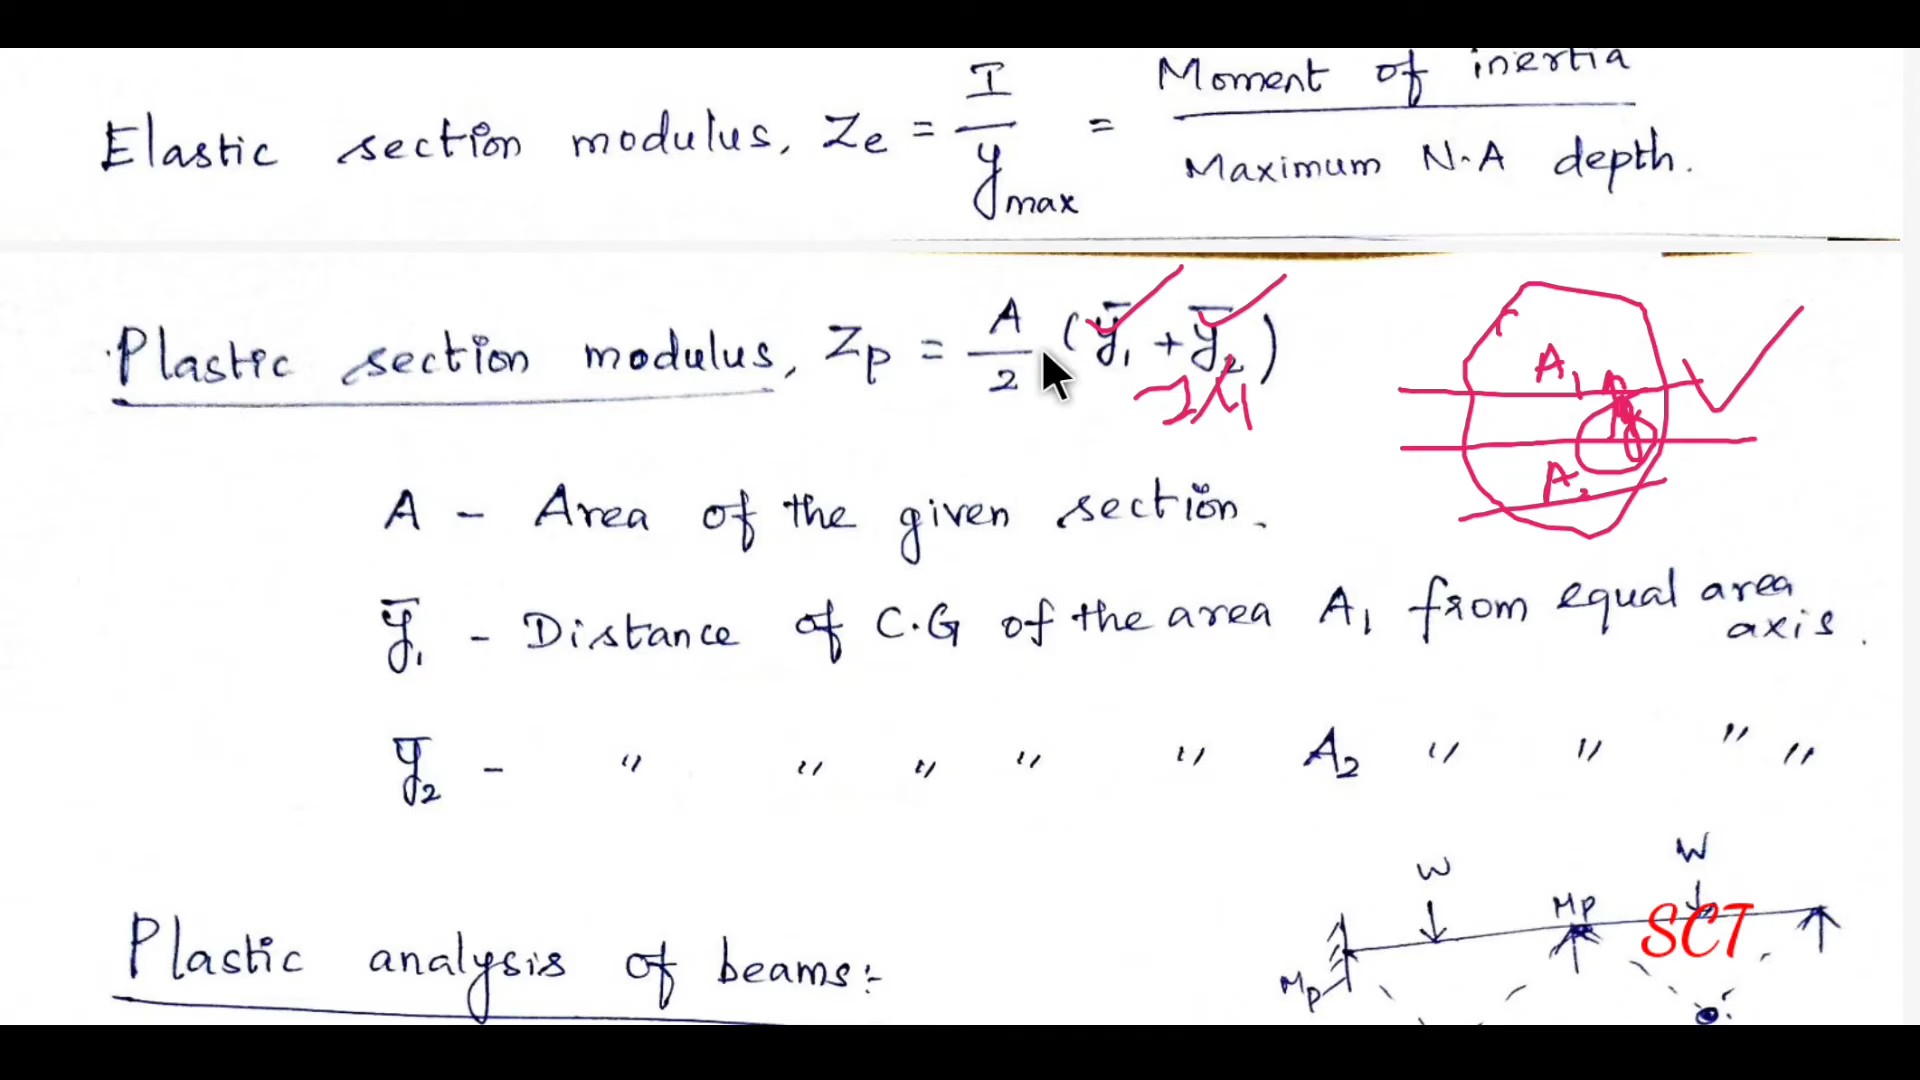 Elastic section modulus, Ze = I / ymax = Moment of inertia / Maximum N.A depth.
Plastic section modulus, Zp = A / 2 (ȳ1 + ȳ2)
A1
A2
A - Area of the given section.
ȳ1 - Distance of C.G of the area A1 from equal area axis.
ȳ2 - " " " " " A2 " " " "
W
W
Mp
SCT
Plastic analysis of beams:-
Mp